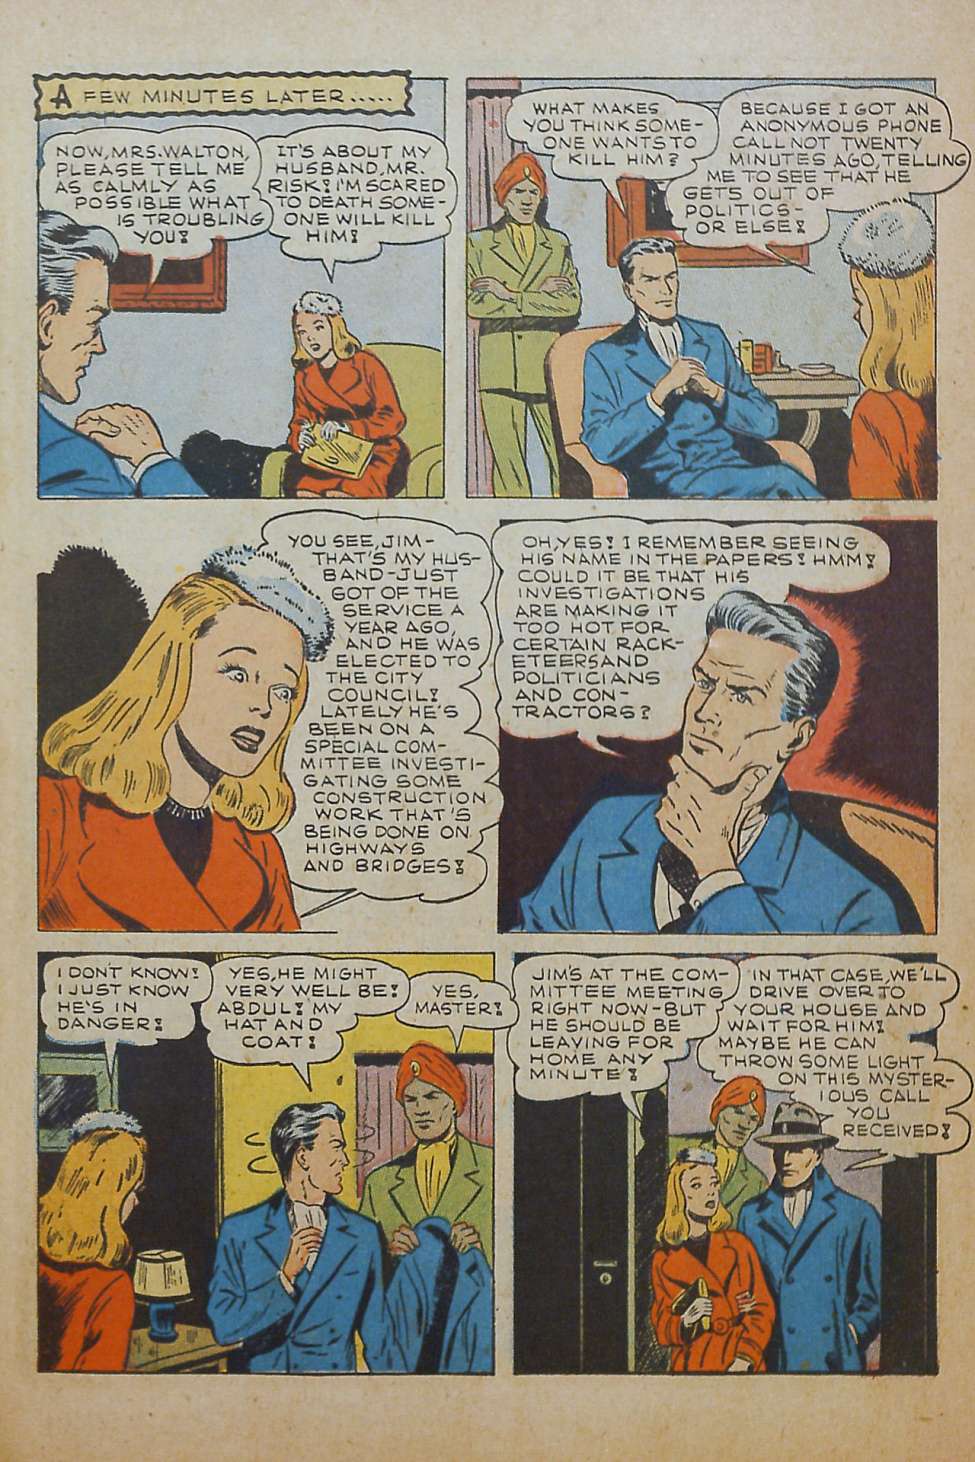 A FEW MINUTES LATER.....
NOW, MRS. WALTON,
PLEASE TELL ME
AS CALMLY AS
POSSIBLE WHAT
IS TROUBLING
YOU!
IT'S ABOUT MY
HUSBAND, MR.
RISK! I'M SCARED
TO DEATH SOME-
ONE WILL KILL
HIM!
WHAT MAKES
YOU THINK SOME-
ONE WANTS TO
KILL HIM?
BECAUSE I GOT AN
ANONYMOUS PHONE
CALL NOT TWENTY
MINUTES AGO, TELLING
ME TO SEE THAT HE
GETS OUT OF
POLITICS-
OR ELSE!
YOU SEE, JIM-
THAT'S MY HUS-
BAND-JUST
GOT OF THE
SERVICE A
YEAR AGO,
AND HE WAS
ELECTED TO
THE CITY
COUNCIL!
LATELY HE'S
BEEN ON A
SPECIAL COM-
MITTEE INVESTI-
GATING SOME
CONSTRUCTION
WORK THAT'S
BEING DONE ON
HIGHWAYS
AND BRIDGES!
OH, YES! I REMEMBER SEEING
HIS NAME IN THE PAPERS! HMM!
COULD IT BE THAT HIS
INVESTIGATIONS
ARE MAKING IT
TOO HOT FOR
CERTAIN RACK-
ETEERS AND
POLITICIANS
AND CON-
TRACTORS?
I DON'T KNOW!
I JUST KNOW
HE'S IN
DANGER!
YES, HE MIGHT
VERY WELL BE!
ABDUL! MY
HAT AND
COAT!
YES,
MASTER!
JIM'S AT THE COM-
MITTEE MEETING
RIGHT NOW-BUT
HE SHOULD BE
LEAVING FOR
HOME ANY
MINUTE!
IN THAT CASE, WE'LL
DRIVE OVER TO
YOUR HOUSE AND
WAIT FOR HIM!
MAYBE HE CAN
THROW SOME LIGHT
ON THIS MYSTER-
IOUS CALL
YOU
RECEIVED!